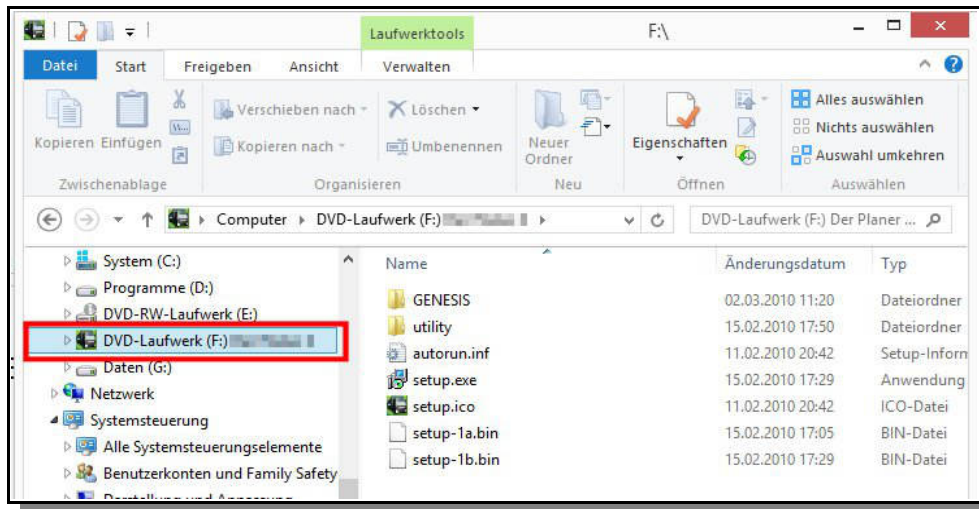 Laufwerktools
F:\
Datei Start Freigeben Ansicht Verwalten
Kopieren Einfügen
Verschieben nach
Kopieren nach
Löschen
Umbenennen
Neuer
Ordner
Eigenschaften
Alles auswählen
Nichts auswählen
Auswahl umkehren
Zwischenablage Organisieren Neu Öffnen Auswählen
Computer DVD-Laufwerk (F:)
DVD-Laufwerk (F:) Der Planer ...
System (C:)
Programme (D:)
DVD-RW-Laufwerk (E:)
DVD-Laufwerk (F:)
Daten (G:)
Netzwerk
Systemsteuerung
Alle Systemsteuerungselemente
Benutzerkonten und Family Safety
Name Änderungsdatum Typ
GENESIS 02.03.2010 11:20 Dateiordner
utility 15.02.2010 17:50 Dateiordner
autorun.inf 11.02.2010 20:42 Setup-Inform
setup.exe 15.02.2010 17:29 Anwendung
setup.ico 11.02.2010 20:42 ICO-Datei
setup-1a.bin 15.02.2010 17:05 BIN-Datei
setup-1b.bin 15.02.2010 17:29 BIN-Datei